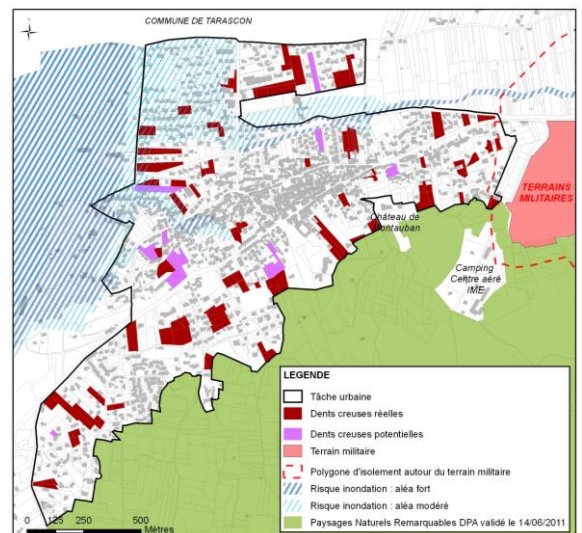 COMMUNE DE TARASCON
TERRAINS
MILITAIRES
Château de
Montauban
Camping
Centre aéré
IME
LEGENDE
Tâche urbaine
Dents creuses réelles
Dents creuses potentielles
Terrain militaire
Polygone d'isolement autour du terrain militaire
Risque inondation : aléa fort
Risque inondation : aléa modéré
Paysages Naturels Remarquables DPA validé le 14/06/2011
0 125 250 500
Mètres